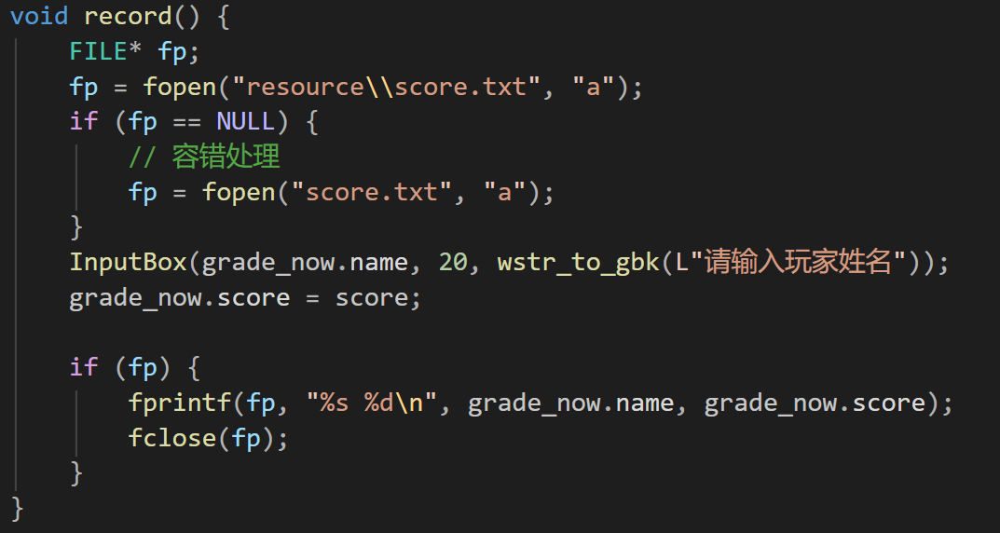 void record() {
    FILE* fp;
    fp = fopen("resource\\score.txt", "a");
    if (fp == NULL) {
        // 容错处理
        fp = fopen("score.txt", "a");
    }
    InputBox(grade_now.name, 20, wstr_to_gbk(L"请输入玩家姓名"));
    grade_now.score = score;

    if (fp) {
        fprintf(fp, "%s %d\n", grade_now.name, grade_now.score);
        fclose(fp);
    }
}